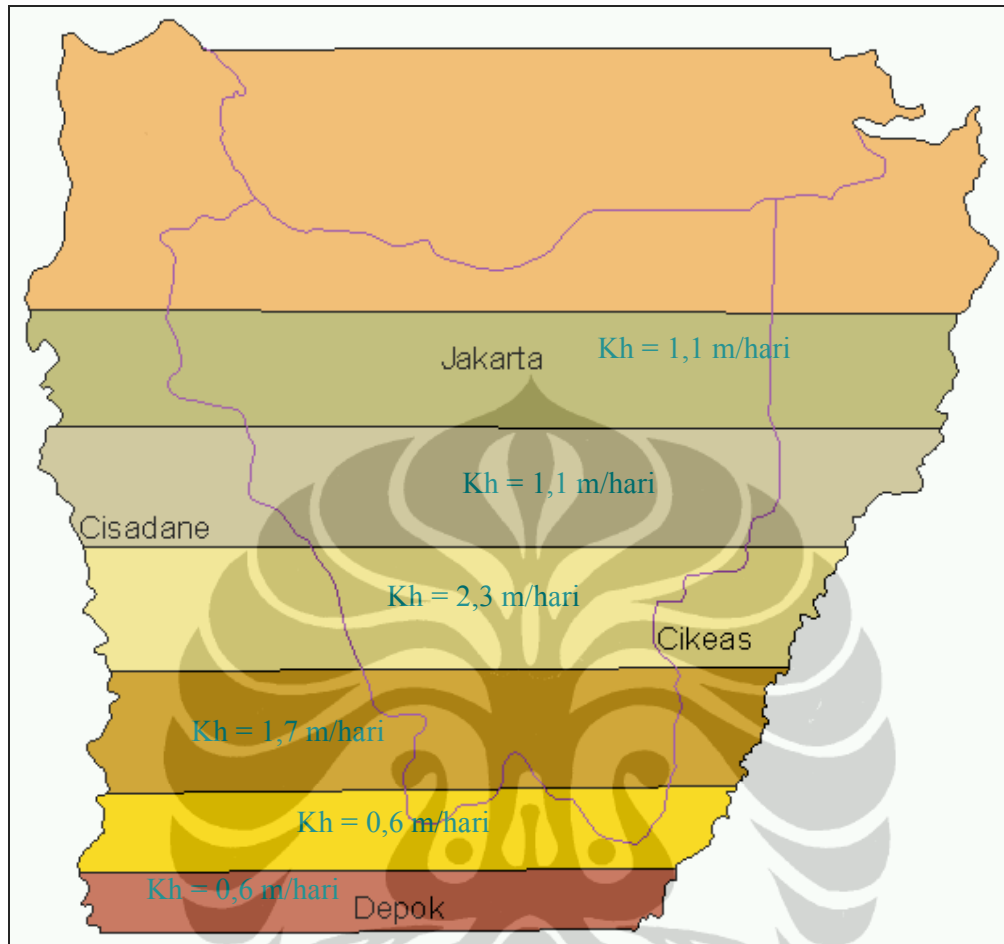 Jakarta
Kh = 1,1 m/hari
Kh = 1,1 m/hari
Cisadane
Kh = 2,3 m/hari
Cikeas
Kh = 1,7 m/hari
Kh = 0,6 m/hari
Kh = 0,6 m/hari
Depok